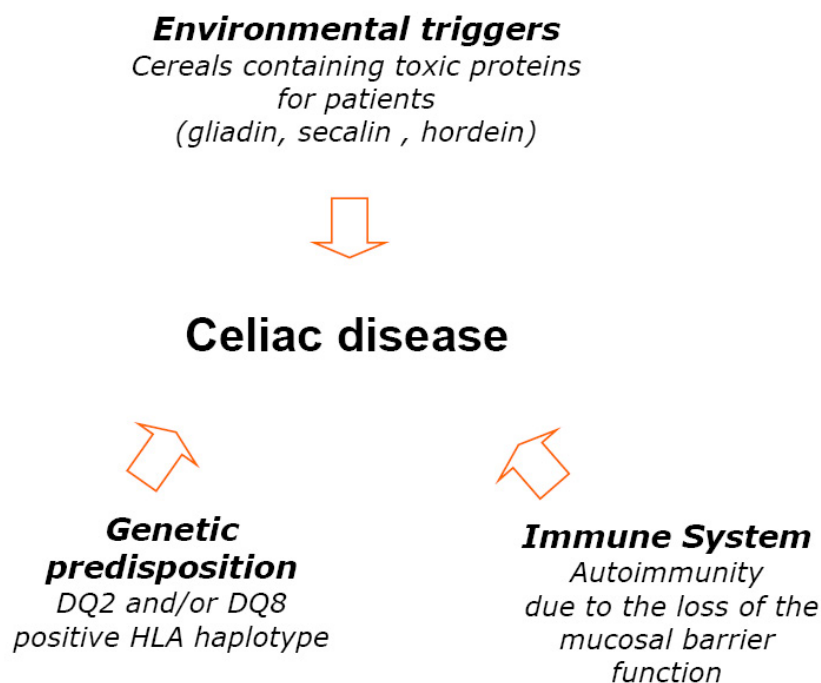 Environmental triggers
Cereals containing toxic proteins
for patients
(gliadin, secalin , hordein)
Celiac disease
Genetic
predisposition
DQ2 and/or DQ8
positive HLA haplotype
Immune System
Autoimmunity
due to the loss of the
mucosal barrier
function